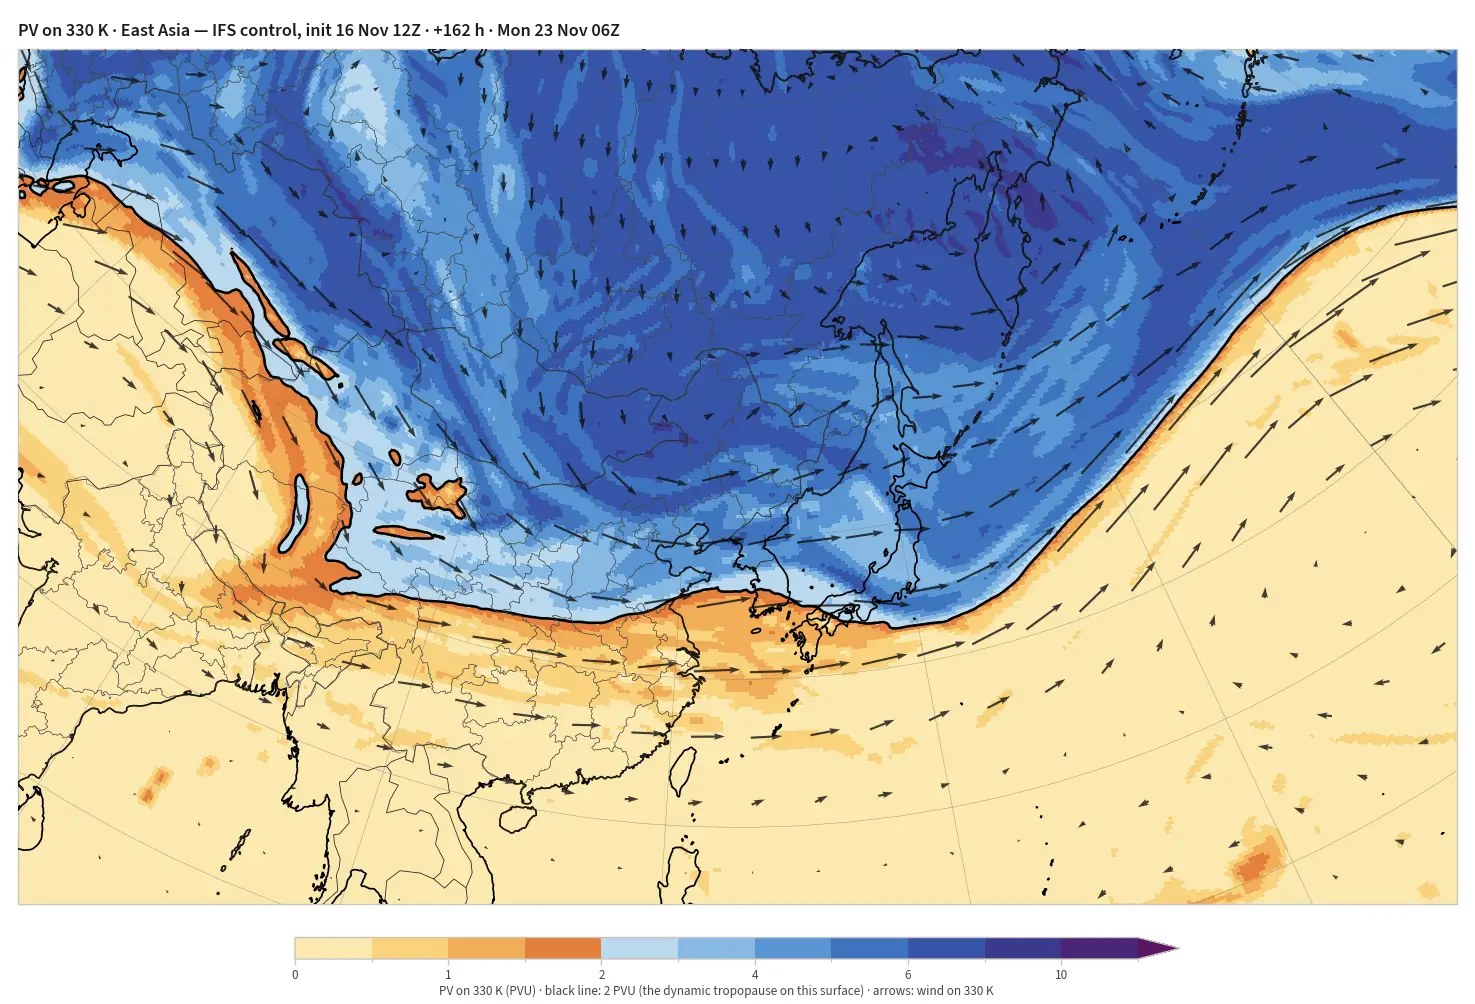 PV on 330 K · East Asia — IFS control, init 16 Nov 12Z · +162 h · Mon 23 Nov 06Z
0 1 2 4 6 10
PV on 330 K (PVU) · black line: 2 PVU (the dynamic tropopause on this surface) · arrows: wind on 330 K